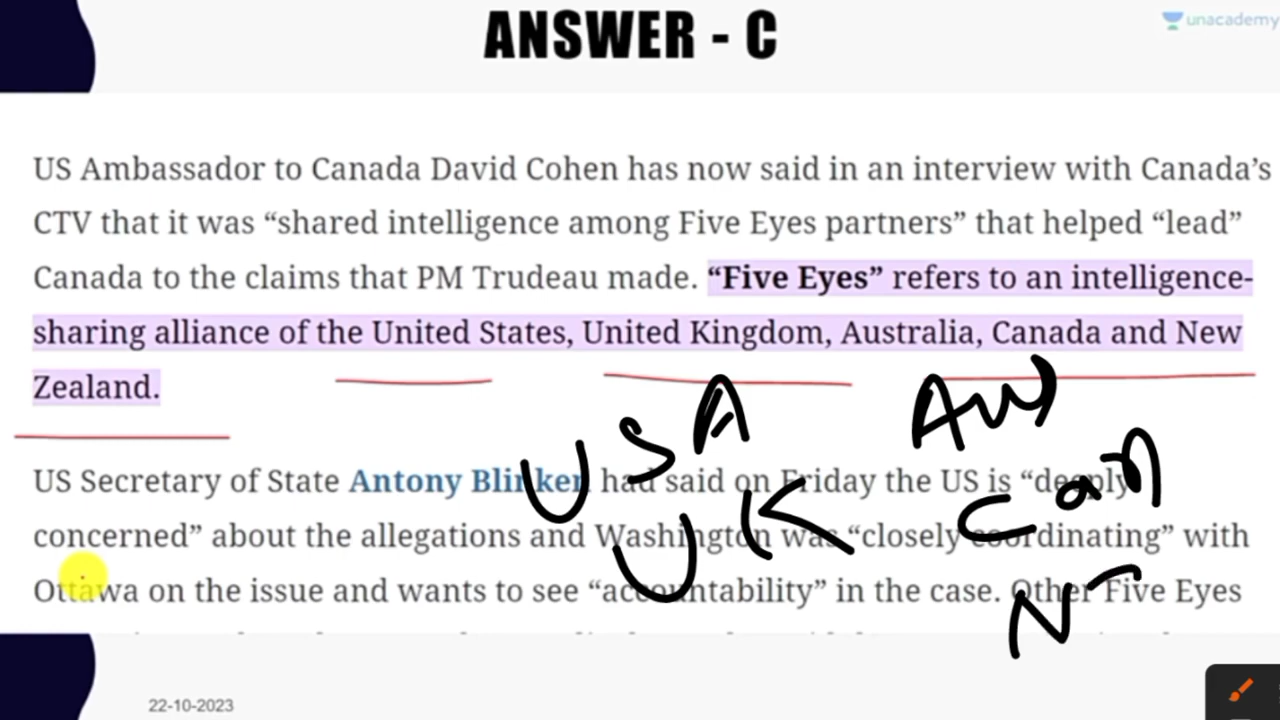 ANSWER - C
unacademy
US Ambassador to Canada David Cohen has now said in an interview with Canada’s
CTV that it was “shared intelligence among Five Eyes partners” that helped “lead”
Canada to the claims that PM Trudeau made. “Five Eyes” refers to an intelligence-
sharing alliance of the United States, United Kingdom, Australia, Canada and New
Zealand.
USA
Aus
US Secretary of State Antony Blinken had said on Friday the US is “deeply
concerned” about the allegations and Washington was “closely coordinating” with
UK
Can
Ottawa on the issue and wants to see “accountability” in the case. Other Five Eyes
22-10-2023